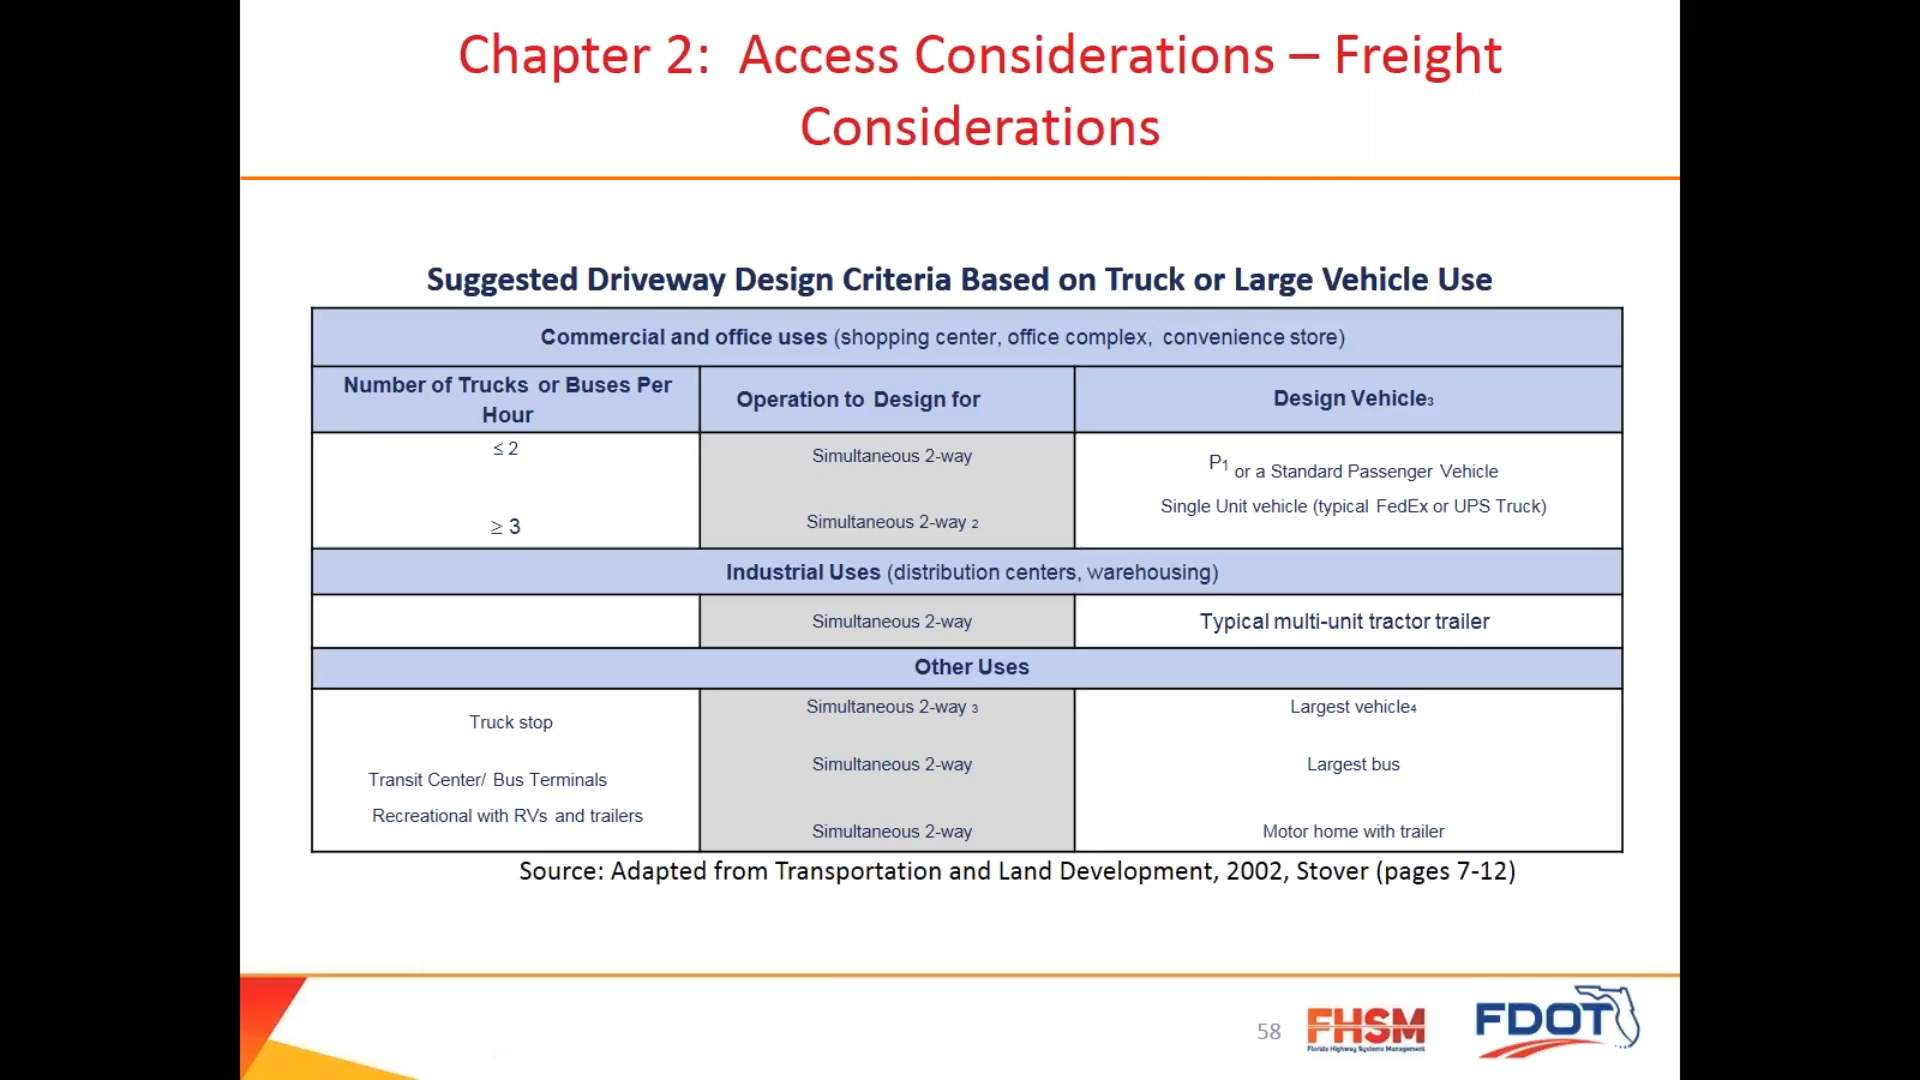 Chapter 2: Access Considerations – Freight
Considerations
Suggested Driveway Design Criteria Based on Truck or Large Vehicle Use
Commercial and office uses (shopping center, office complex, convenience store)
Number of Trucks or Buses Per
Hour
Operation to Design for
Design Vehicle3
≤ 2
Simultaneous 2-way
P1 or a Standard Passenger Vehicle
≥ 3
Simultaneous 2-way 2
Single Unit vehicle (typical FedEx or UPS Truck)
Industrial Uses (distribution centers, warehousing)
Simultaneous 2-way
Typical multi-unit tractor trailer
Other Uses
Truck stop
Simultaneous 2-way 3
Largest vehicle4
Transit Center/ Bus Terminals
Simultaneous 2-way
Largest bus
Recreational with RVs and trailers
Simultaneous 2-way
Motor home with trailer
Source: Adapted from Transportation and Land Development, 2002, Stover (pages 7-12)
58
FHSM
Florida Highway Systems Management
FDOT